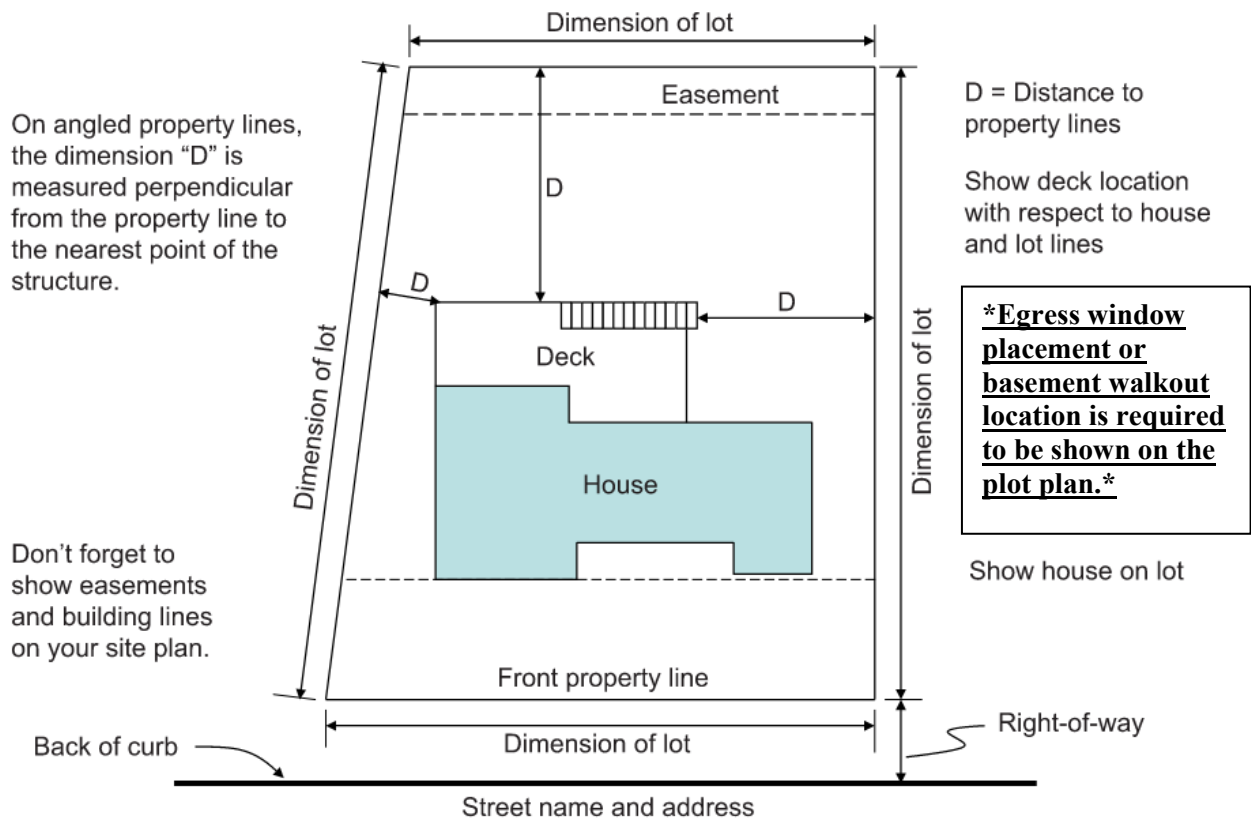 Dimension of lot
Easement
D = Distance to
property lines
On angled property lines,
the dimension “D” is
measured perpendicular
from the property line to
the nearest point of the
structure.
D
Show deck location
with respect to house
and lot lines
D
D
Deck
Dimension of lot
Dimension of lot
*Egress window
placement or
basement walkout
location is required
to be shown on the
plot plan.*
House
Don’t forget to
show easements
and building lines
on your site plan.
Show house on lot
Front property line
Right-of-way
Back of curb
Dimension of lot
Street name and address